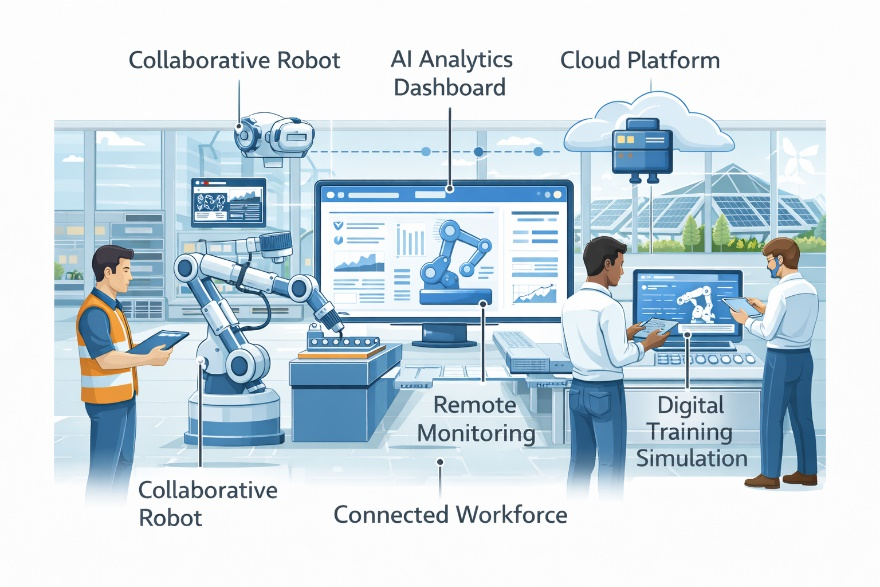 Collaborative Robot
AI Analytics
Dashboard
Cloud Platform
Remote
Monitoring
Digital
Training
Simulation
Collaborative
Robot
Connected Workforce